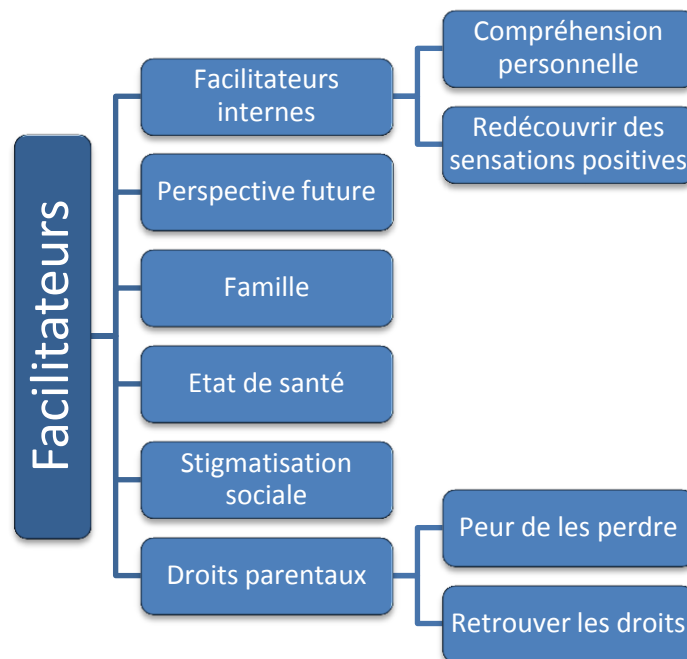 Facilitateurs
Facilitateurs
internes
Compréhension
personnelle
Redécouvrir des
sensations positives
Perspective future
Famille
Etat de santé
Stigmatisation
sociale
Droits parentaux
Peur de les perdre
Retrouver les droits